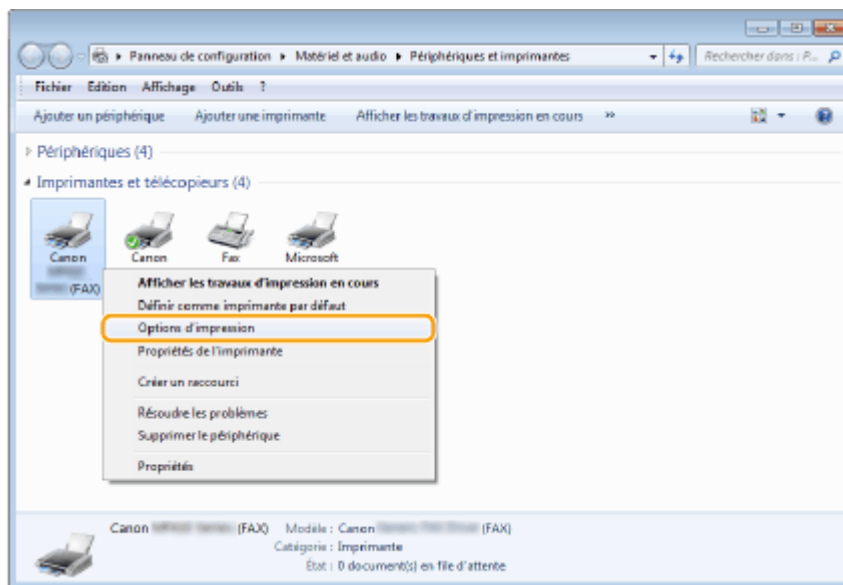 Panneau de configuration ▸ Matériel et audio ▸ Périphériques et imprimantes
Rechercher dans : P...
Fichier Edition Affichage Outils ?
Ajouter un périphérique Ajouter une imprimante Afficher les travaux d'impression en cours »
Périphériques (4)
Imprimantes et télécopieurs (4)
Canon
(FAX)
Canon
Fax
Microsoft
Afficher les travaux d'impression en cours
Définir comme imprimante par défaut
Options d'impression
Propriétés de l'imprimante
Créer un raccourci
Résoudre les problèmes
Supprimer le périphérique
Propriétés
Canon (FAX) Modèle : Canon (FAX)
Catégorie : Imprimante
État : 0 document(s) en file d'attente